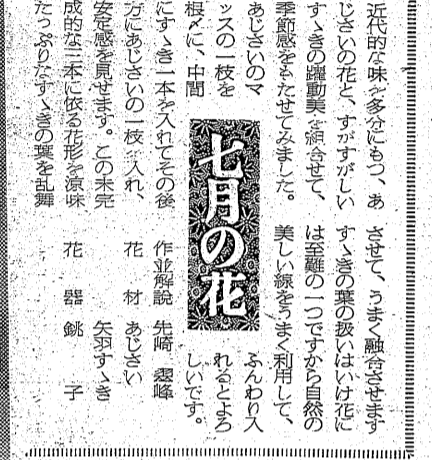 七月の花
近代的な味を多分にもつ、あ
じさいの花と、すがすがしい
すゝきの躍動美を組合せて、
季節感をもたせてみました。
あじさいのマ
ッスの一枝を
根〆に、中間
にすゝき一本を入れてその後
方にあじさいの一枝を入れ、
安定感を見せます。この未完
成的な三本に依る花形を涼味
たっぷりなすゝきの葉を乱舞
させて、うまく融合させます
すゝきの葉の扱いはいけ花に
は至難の一つですから自然の
美しい線をうまく利用して、
ふんわり入
れるとよろ
しいです。
作並解説 先崎 峰
花材 あじさい
矢羽すゝき
花器 銚子